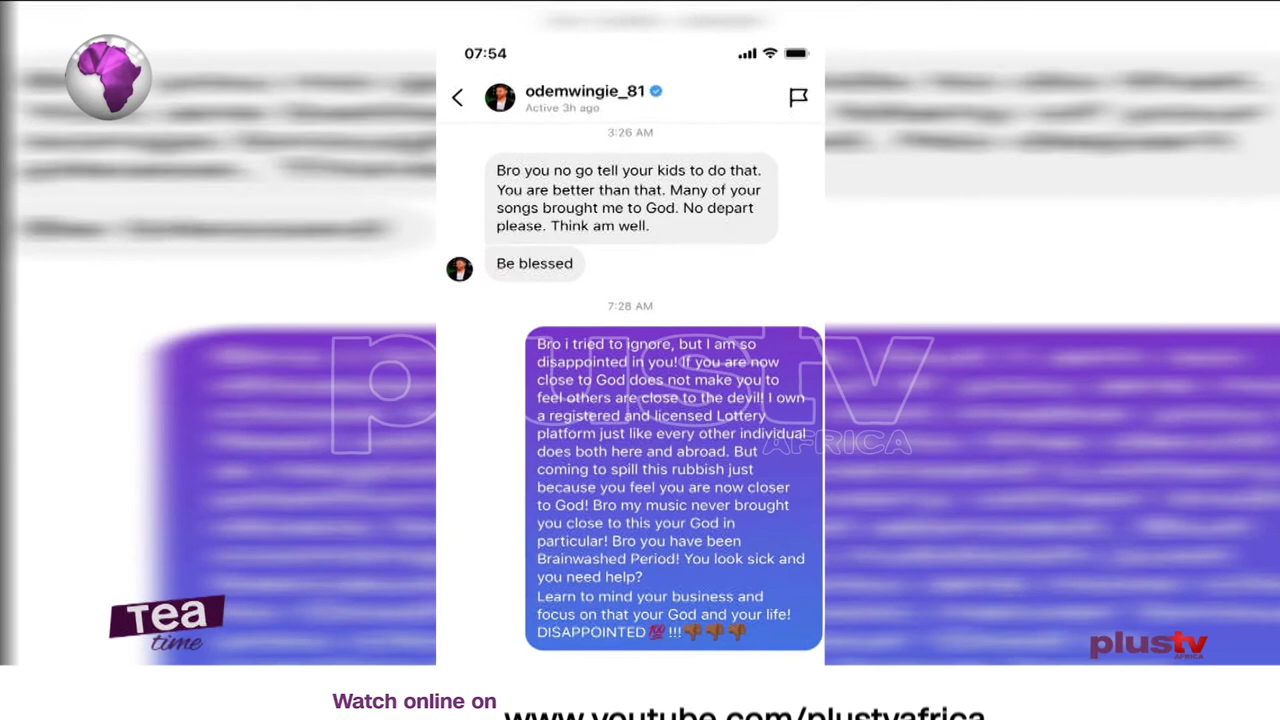 07:54
odemwingie_81
Active 3h ago
3:26 AM
Bro you no go tell your kids to do that.
You are better than that. Many of your
songs brought me to God. No depart
please. Think am well.
Be blessed
7:28 AM
Bro i tried to ignore, but I am so
disappointed in you! If you are now
close to God does not make you to
feel others are close to the devil! I own
a registered and licensed Lottery
platform just like every other individual
does both here and abroad. But
coming to spill this rubbish just
because you feel you are now closer
to God! Bro my music never brought
you close to this your God in
particular! Bro you have been
Brainwashed Period! You look sick and
you need help?
Learn to mind your business and
focus on that your God and your life!
DISAPPOINTED 💯 !!!👎🏾👎🏾👎🏾
plustv
AFRICA
Tea
time
plustv
AFRICA
Watch online on
www.youtube.com/plustvafrica